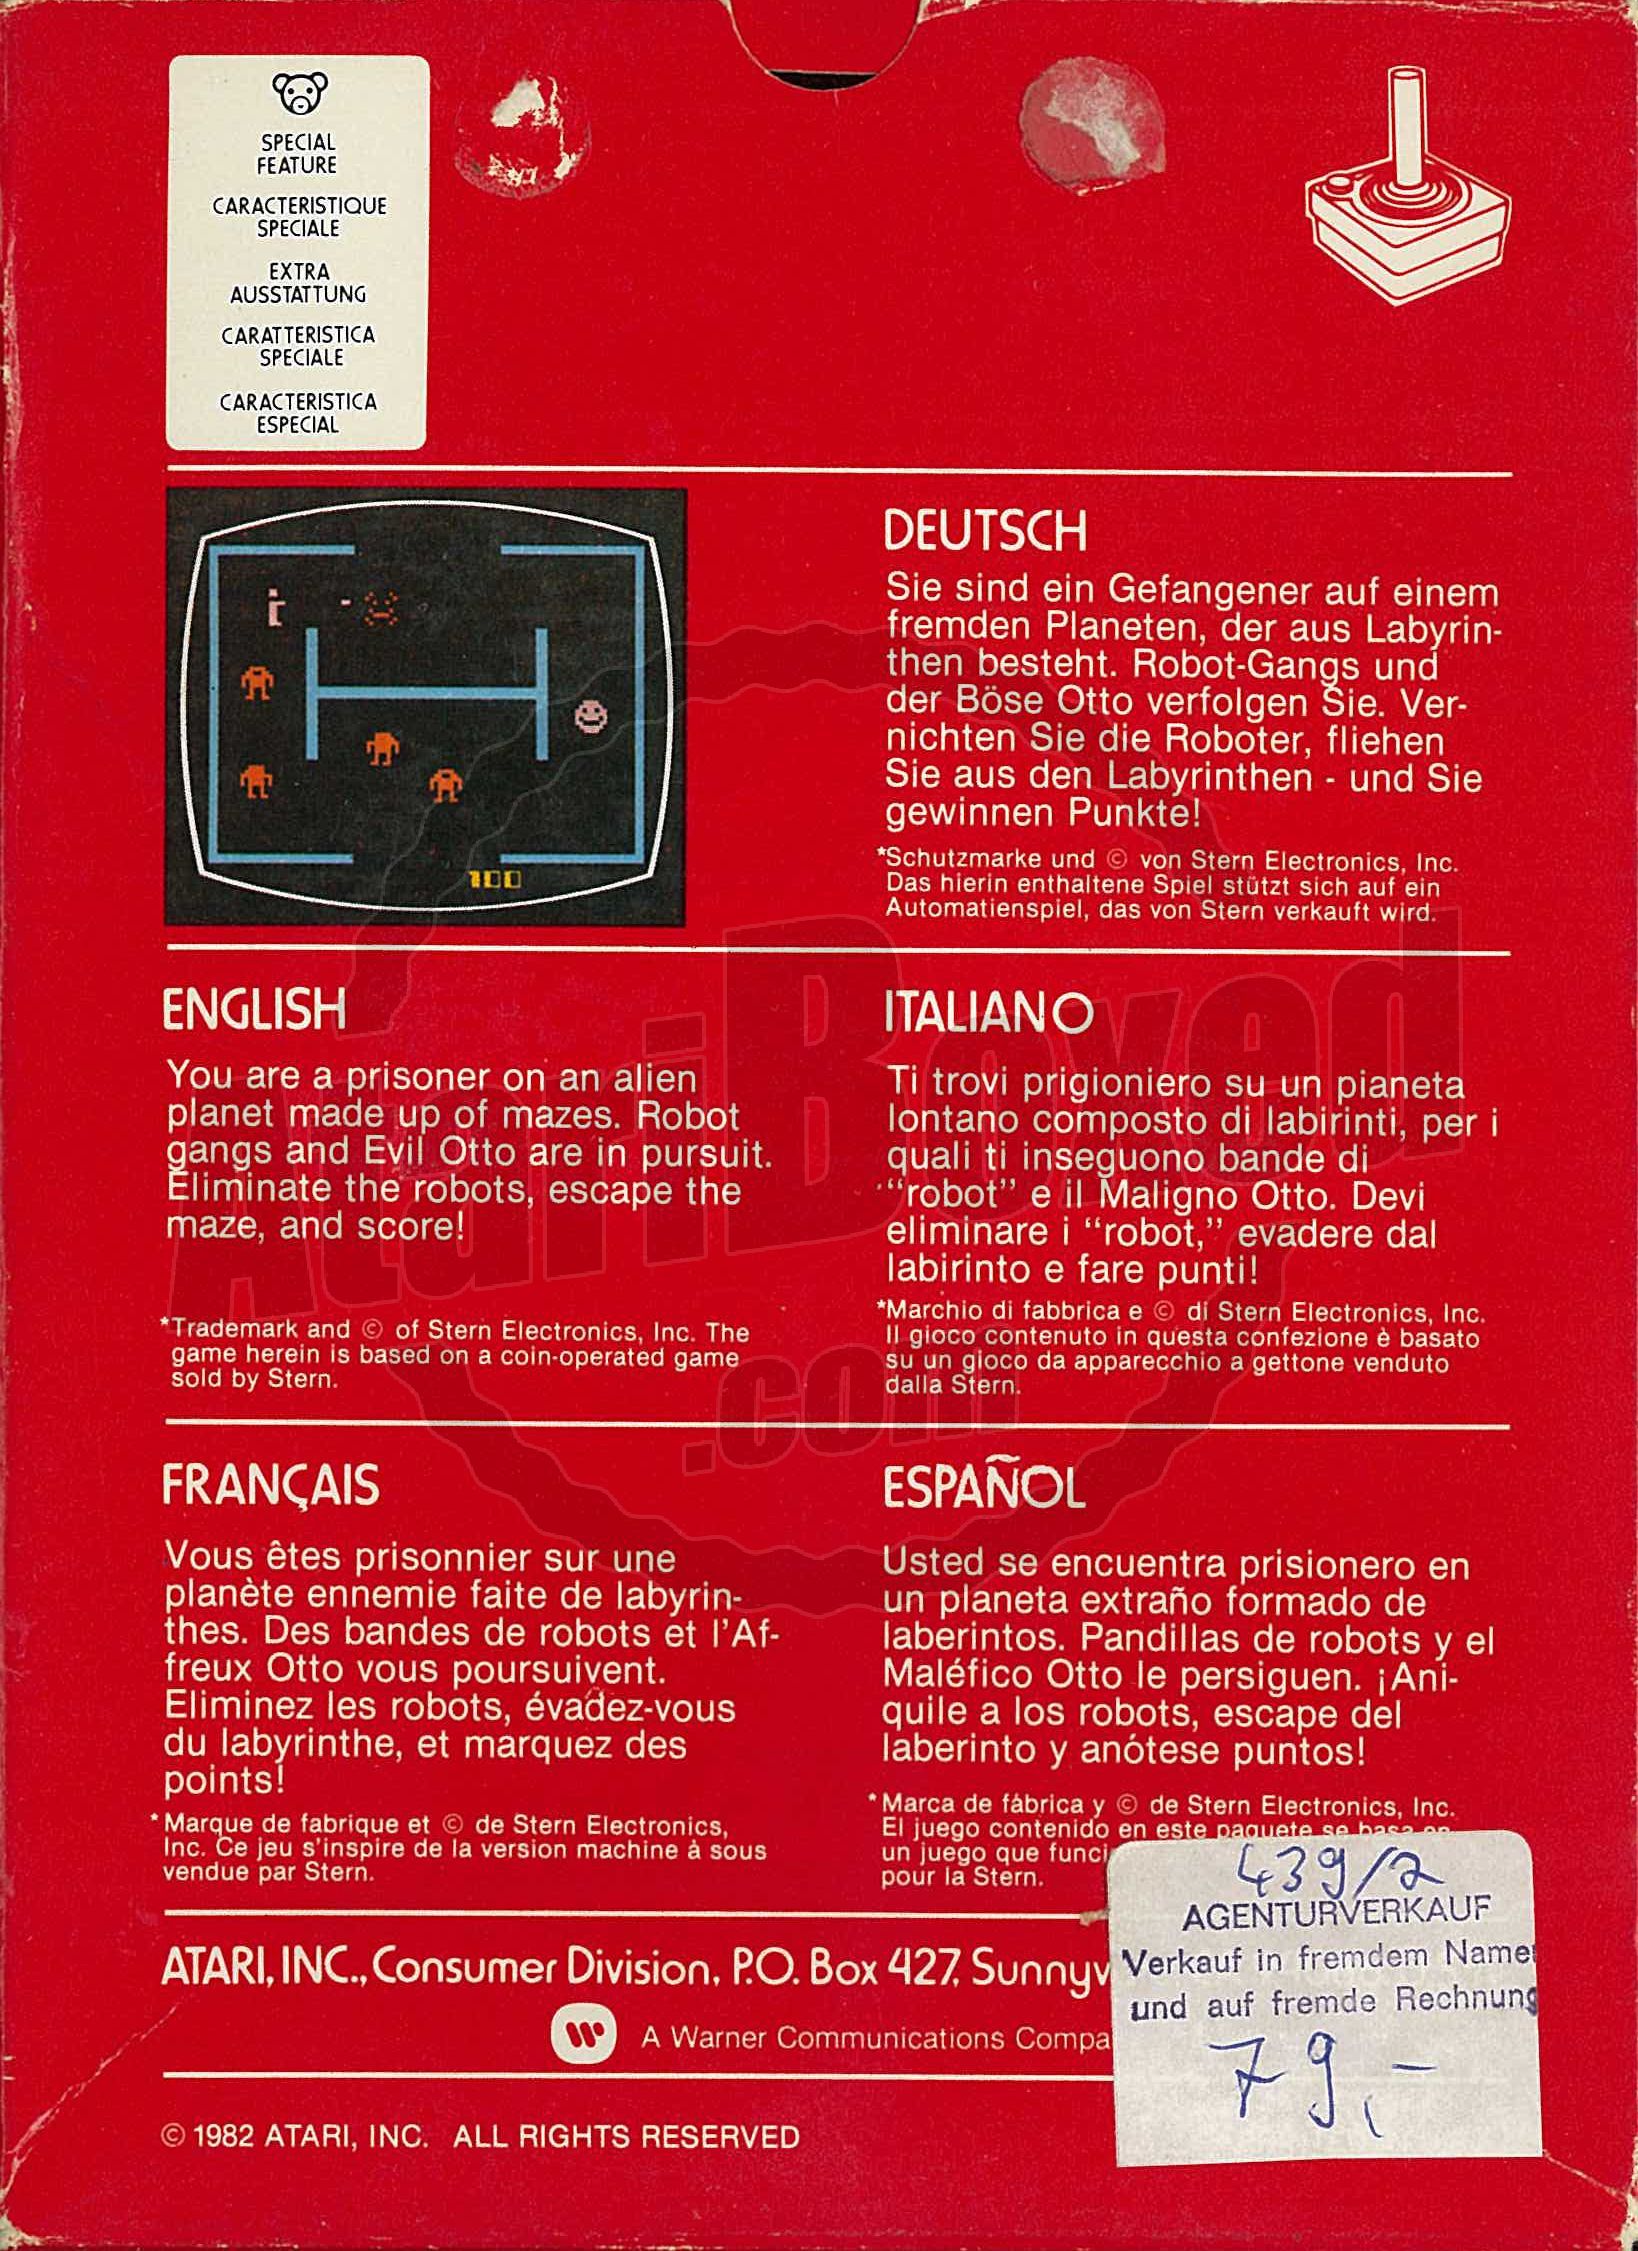 SPECIAL
FEATURE
CARACTERISTIQUE
SPECIALE
EXTRA
AUSSTATTUNG
CARATTERISTICA
SPECIALE
CARACTERISTICA
ESPECIAL
100
DEUTSCH
Sie sind ein Gefangener auf einem
fremden Planeten, der aus Labyrin-
then besteht. Robot-Gangs und
der Böse Otto verfolgen Sie. Ver-
nichten Sie die Roboter, fliehen
Sie aus den Labyrinthen - und Sie
gewinnen Punkte!
*Schutzmarke und © von Stern Electronics, Inc.
Das hierin enthaltene Spiel stützt sich auf ein
Automatienspiel, das von Stern verkauft wird.
ENGLISH
You are a prisoner on an alien
planet made up of mazes. Robot
gangs and Evil Otto are in pursuit.
Eliminate the robots, escape the
maze, and score!
*Trademark and © of Stern Electronics, Inc. The
game herein is based on a coin-operated game
sold by Stern.
ITALIANO
Ti trovi prigioniero su un pianeta
lontano composto di labirinti, per i
quali ti inseguono bande di
"robot" e il Maligno Otto. Devi
eliminare i "robot," evadere dal
labirinto e fare punti!
*Marchio di fabbrica e © di Stern Electronics, Inc.
Il gioco contenuto in questa confezione è basato
su un gioco da apparecchio a gettone venduto
dalla Stern.
AtariBoxed
.com
FRANÇAIS
Vous êtes prisonnier sur une
planète ennemie faite de labyrin-
thes. Des bandes de robots et l'Af-
freux Otto vous poursuivent.
Eliminez les robots, évadez-vous
du labyrinthe, et marquez des
points!
*Marque de fabrique et © de Stern Electronics,
Inc. Ce jeu s'inspire de la version machine à sous
vendue par Stern.
ESPAÑOL
Usted se encuentra prisionero en
un planeta extraño formado de
laberintos. Pandillas de robots y el
Maléfico Otto le persiguen. ¡Ani-
quile a los robots, escape del
laberinto y anótese puntos!
*Marca de fábrica y © de Stern Electronics, Inc.
El juego contenido en este paquete se basa en
un juego que funci
pour la Stern.
ATARI, INC., Consumer Division, P.O. Box 427, Sunnyv
A Warner Communications Compa
© 1982 ATARI, INC. ALL RIGHTS RESERVED
439/2
AGENTURVERKAUF
Verkauf in fremdem Name
und auf fremde Rechnung
79,-